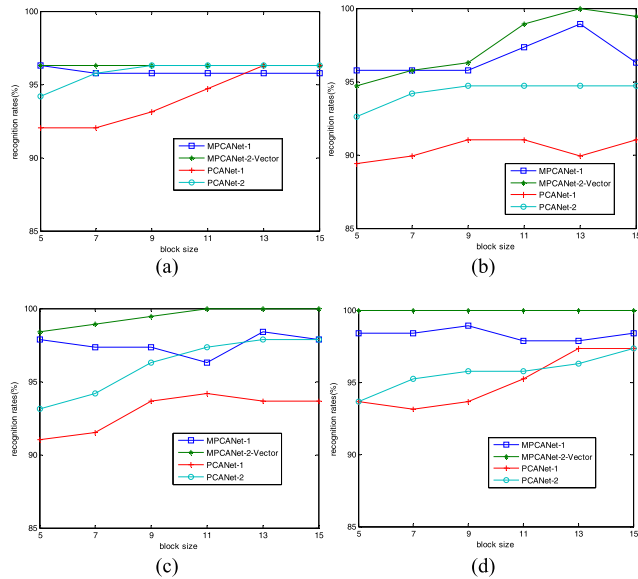 100
95
90
85
recognition rates(%)
MPCANet-1
MPCANet-2-Vector
PCANet-1
PCANet-2
5 7 9 11 13 15
block size
(a)
100
95
90
85
recognition rates(%)
MPCANet-1
MPCANet-2-Vector
PCANet-1
PCANet-2
5 7 9 11 13 15
block size
(b)
100
95
90
85
recognition rates(%)
MPCANet-1
MPCANet-2-Vector
PCANet-1
PCANet-2
5 7 9 11 13 15
block size
(c)
100
95
90
85
recognition rates(%)
MPCANet-1
MPCANet-2-Vector
PCANet-1
PCANet-2
5 7 9 11 13 15
block size
(d)